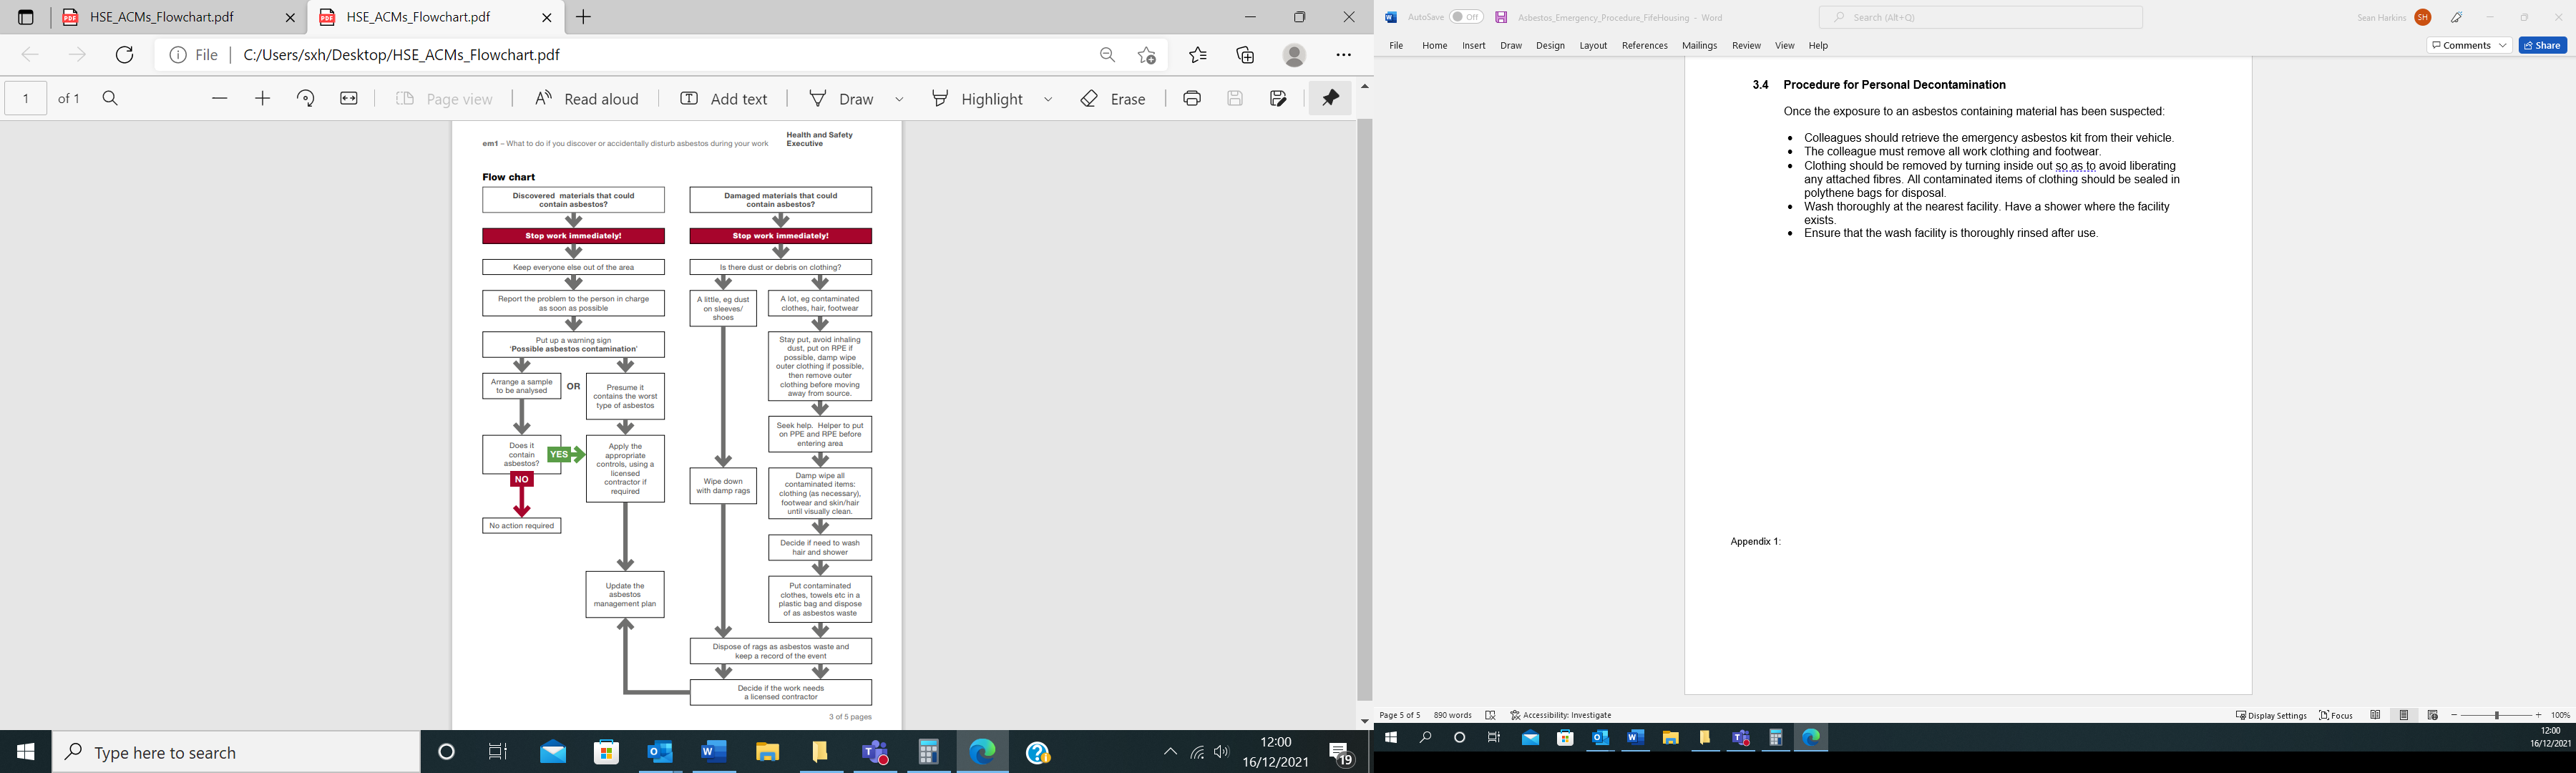 HSE_ACMs_Flowchart.pdf
HSE_ACMs_Flowchart.pdf
File
C:/Users/sxh/Desktop/HSE_ACMs_Flowchart.pdf
1
of 1
Page view
Read aloud
Add text
Draw
Highlight
Erase
em1 – What to do if you discover or accidentally disturb asbestos during your work
Health and Safety
Executive
Flow chart
Discovered materials that could
contain asbestos?
Stop work immediately!
Keep everyone else out of the area
Report the problem to the person in charge
as soon as possible
Put up a warning sign
'Possible asbestos contamination'
Arrange a sample
to be analysed
OR
Presume it
contains the worst
type of asbestos
Does it
contain
asbestos?
YES
NO
No action required
Apply the
appropriate
controls, using a
licensed
contractor if
required
Update the
asbestos
management plan
Damaged materials that could
contain asbestos?
Stop work immediately!
Is there dust or debris on clothing?
A little, eg dust
on sleeves/
shoes
Wipe down
with damp rags
A lot, eg contaminated
clothes, hair, footwear
Stay put, avoid inhaling
dust, put on RPE if
possible, damp wipe
outer clothing if possible,
then remove outer
clothing before moving
away from source.
Seek help. Helper to put
on PPE and RPE before
entering area
Damp wipe all
contaminated items:
clothing (as necessary),
footwear and skin/hair
until visually clean.
Decide if need to wash
hair and shower
Put contaminated
clothes, towels etc in a
plastic bag and dispose
of as asbestos waste
Dispose of rags as asbestos waste and
keep a record of the event
Decide if the work needs
a licensed contractor
3 of 5 pages
Type here to search
12:00
16/12/2021
19
AutoSave
Off
Asbestos_Emergency_Procedure_FifeHousing - Word
Search (Alt+Q)
Sean Harkins
SH
File
Home
Insert
Draw
Design
Layout
References
Mailings
Review
View
Help
Comments
Share
3.4 Procedure for Personal Decontamination
Once the exposure to an asbestos containing material has been suspected:
• Colleagues should retrieve the emergency asbestos kit from their vehicle.
• The colleague must remove all work clothing and footwear.
• Clothing should be removed by turning inside out so as to avoid liberating
any attached fibres. All contaminated items of clothing should be sealed in
polythene bags for disposal.
• Wash thoroughly at the nearest facility. Have a shower where the facility
exists.
• Ensure that the wash facility is thoroughly rinsed after use.
Appendix 1:
Page 5 of 5
890 words
Accessibility: Investigate
Display Settings
Focus
100%
12:00
16/12/2021